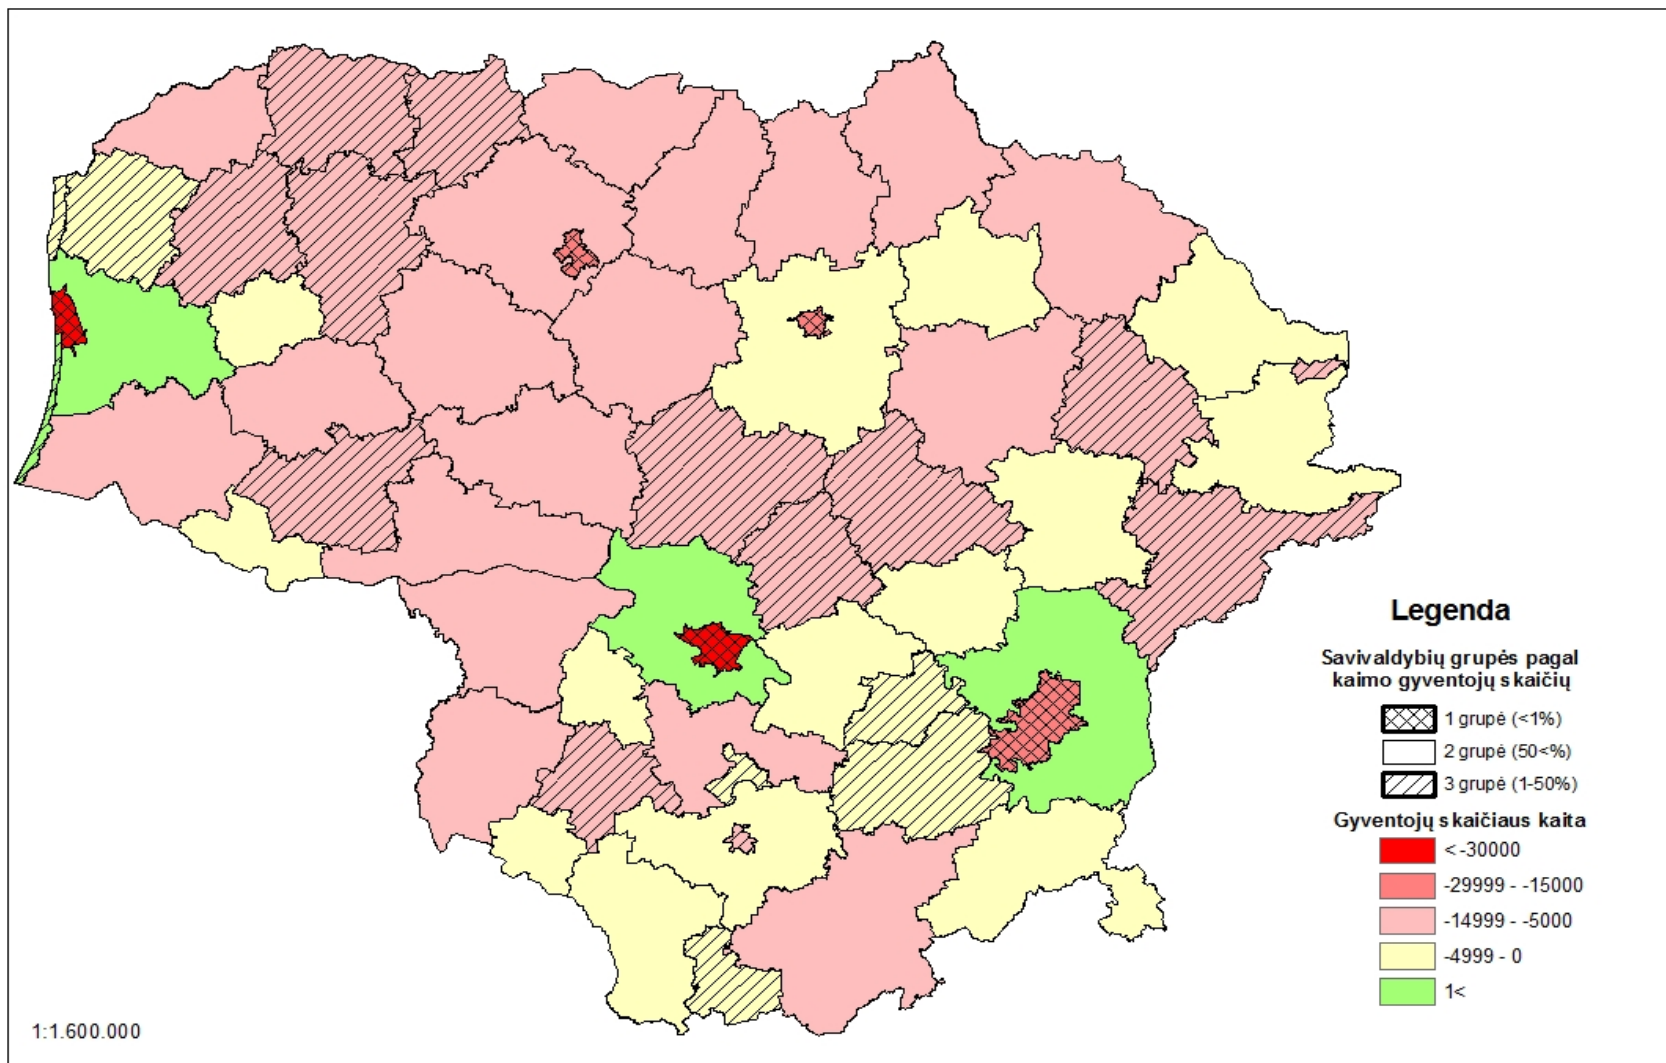 Legenda
Savivaldybių grupės pagal
kaimo gyventojų skaičių
1 grupė (<1%)
2 grupė (50<%)
3 grupė (1-50%)
Gyventojų skaičiaus kaita
< -30000
-29999 - -15000
-14999 - -5000
-4999 - 0
1<
1:1.600.000